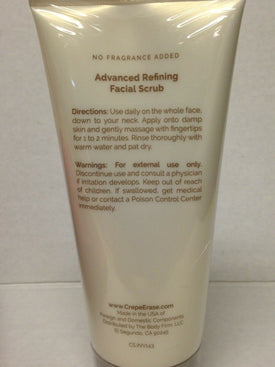 NO FRAGRANCE ADDED
Advanced Refining
Facial Scrub
Directions: Use daily on the whole face,
down to your neck. Apply onto damp
skin and gently massage with fingertips
for 1 to 2 minutes. Rinse thoroughly with
warm water and pat dry.
Warnings: For external use only.
Discontinue use and consult a physician
if irritation develops. Keep out of reach
of children. If swallowed, get medical
help or contact a Poison Control Center
immediately.
www.CrepeErase.com
Made in the USA of
Foreign and Domestic Components
Distributed by The Body Firm, LLC
El Segundo, CA 90245